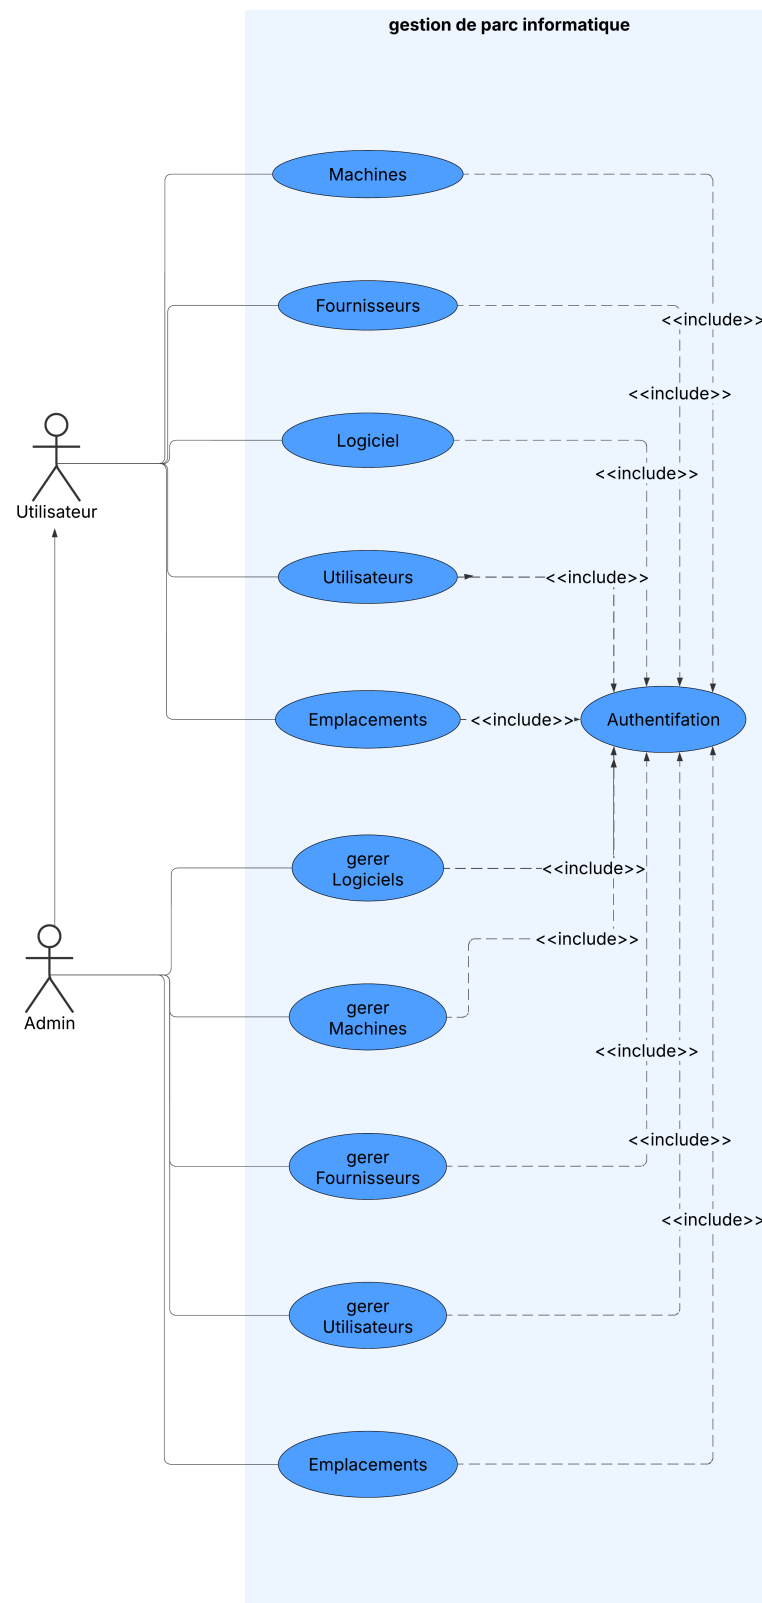 gestion de parc informatique
Machines
Fournisseurs
<<include>>
<<include>>
Logiciel
<<include>>
Utilisateur
Utilisateurs
<<include>>
Emplacements
<<include>>
Authentifation
gerer
Logiciels
<<include>>
<<include>>
gerer
Machines
Admin
<<include>>
<<include>>
gerer
Fournisseurs
<<include>>
gerer
Utilisateurs
Emplacements